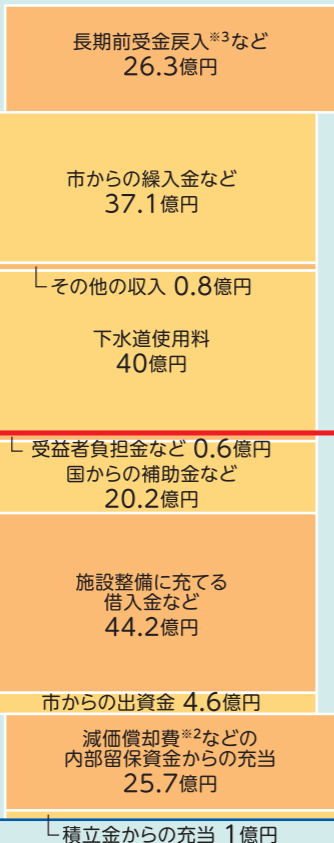 長期前受金戻入※3など
26.3億円
市からの繰入金など
37.1億円
その他の収入 0.8億円
下水道使用料
40億円
受益者負担金など 0.6億円
国からの補助金など
20.2億円
施設整備に充てる
借入金など
44.2億円
市からの出資金 4.6億円
減価償却費※2などの
内部留保資金からの充当
25.7億円
積立金からの充当 1億円